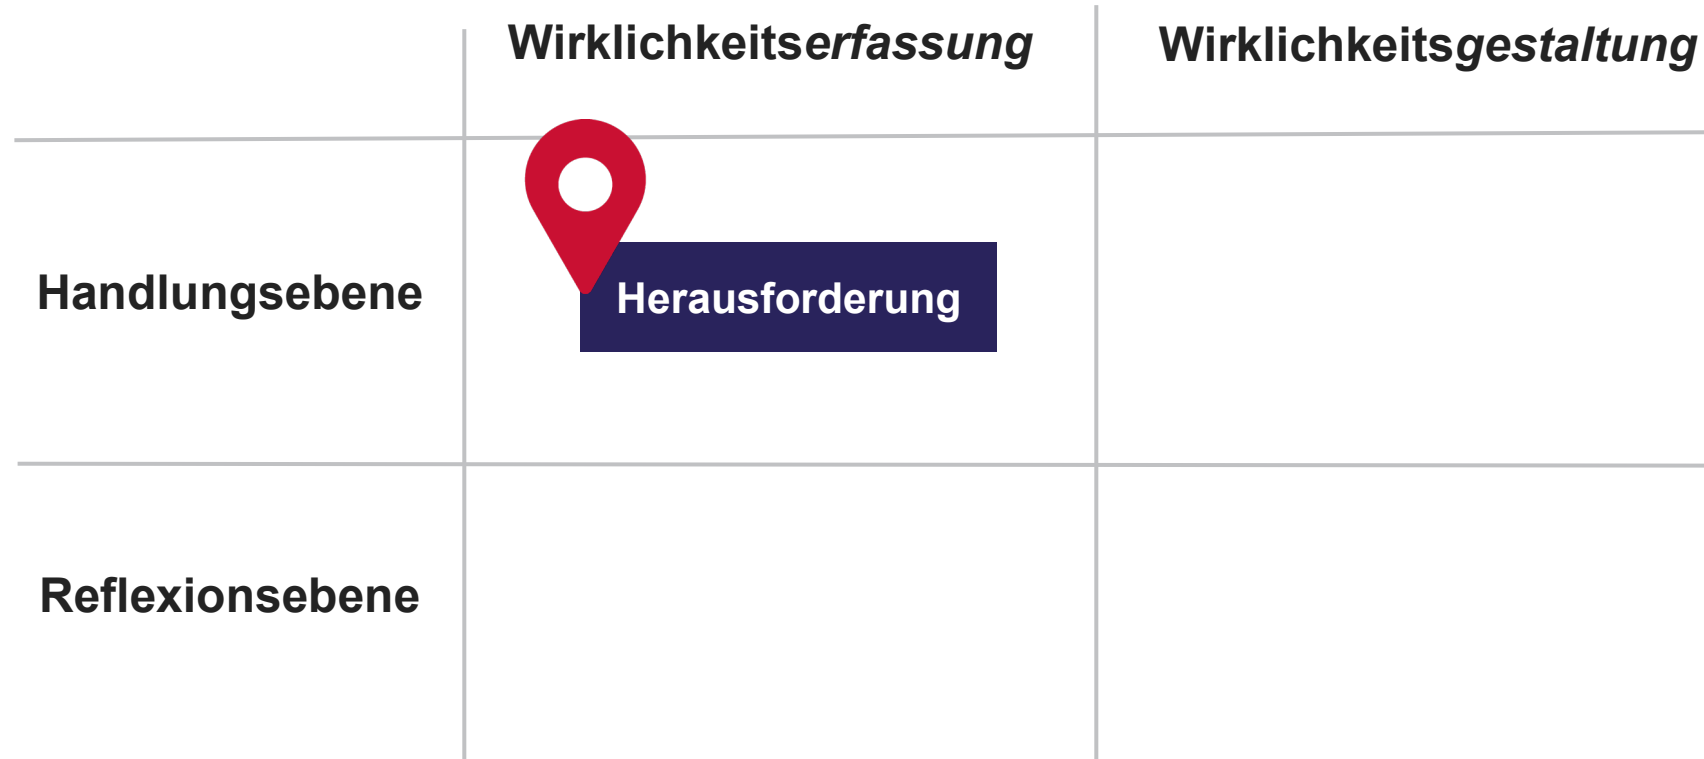 Wirklichkeitserfassung
Wirklichkeitsgestaltung
Handlungsebene
Herausforderung
Reflexionsebene